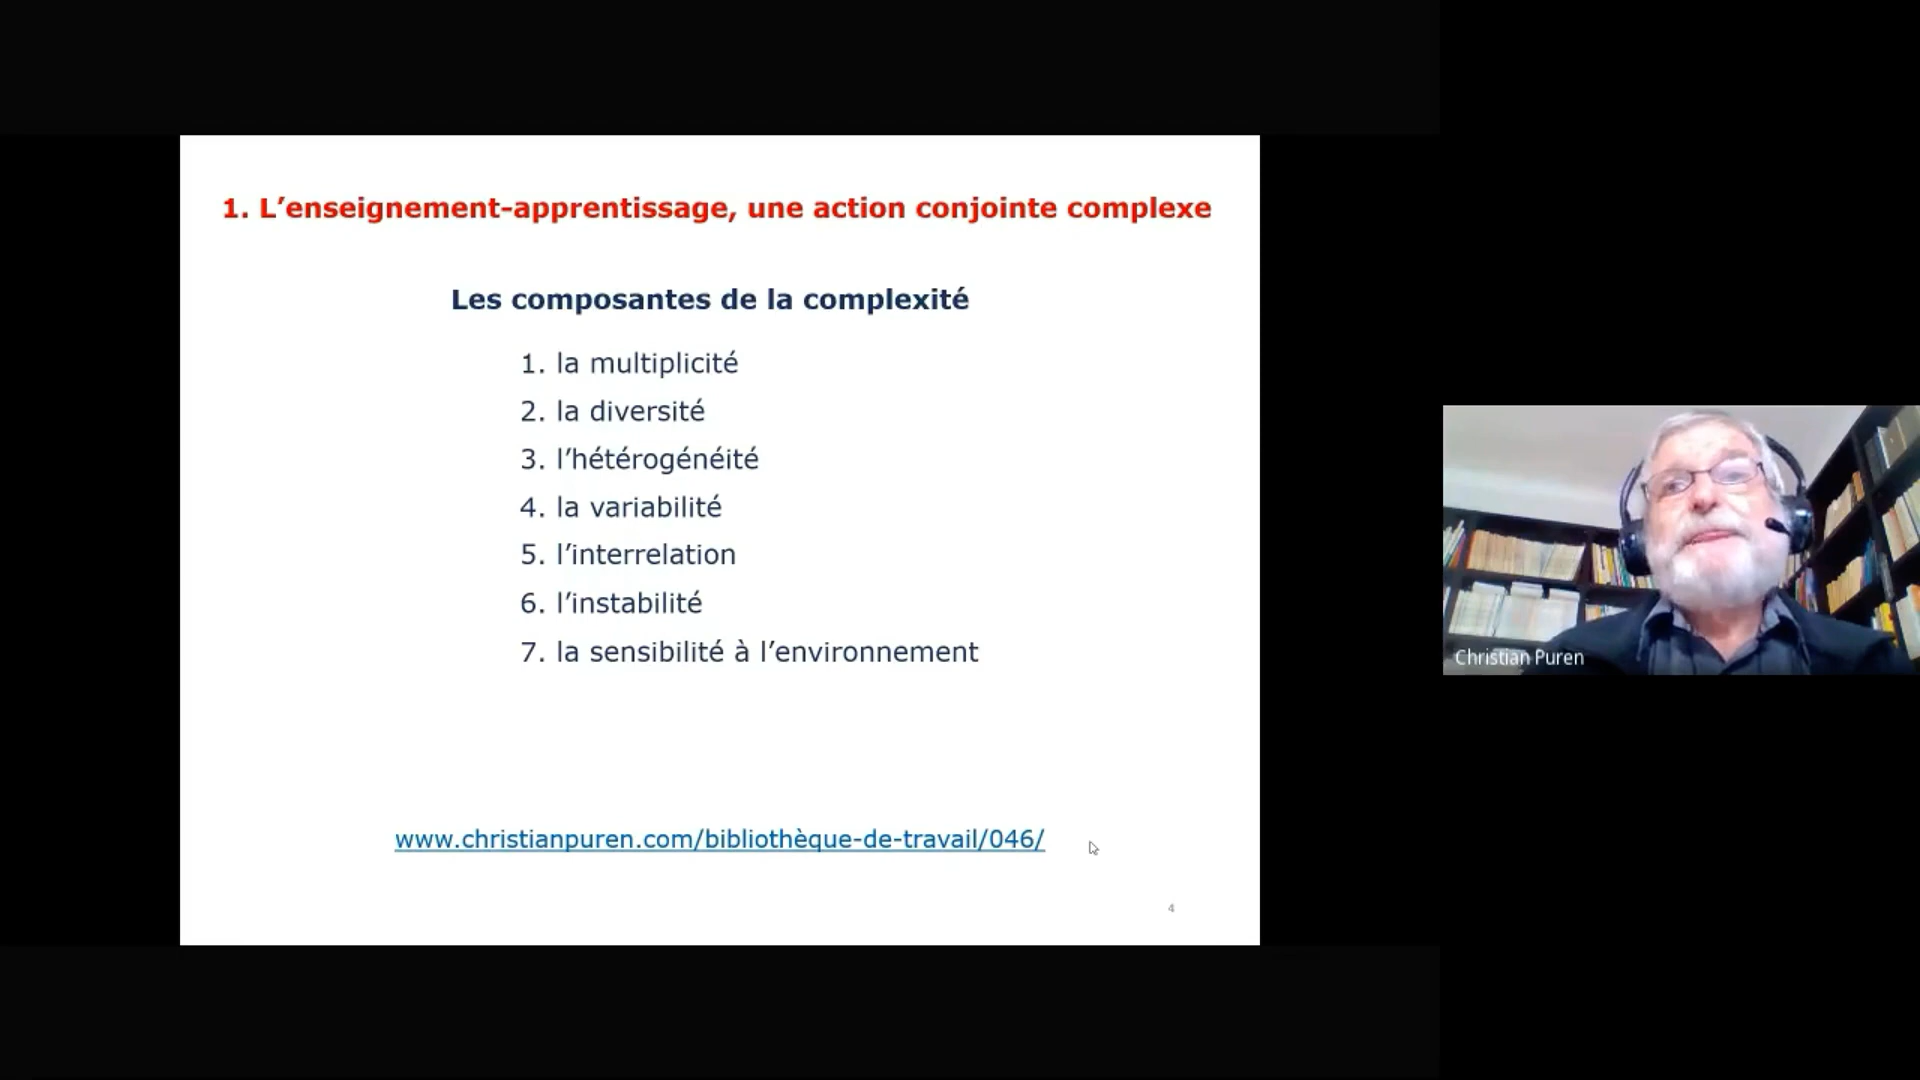 1. L’enseignement-apprentissage, une action conjointe complexe
Les composantes de la complexité
1. la multiplicité
2. la diversité
3. l’hétérogénéité
4. la variabilité
5. l’interrelation
6. l’instabilité
7. la sensibilité à l’environnement
www.christianpuren.com/bibliothèque-de-travail/046/
4
Christian Puren